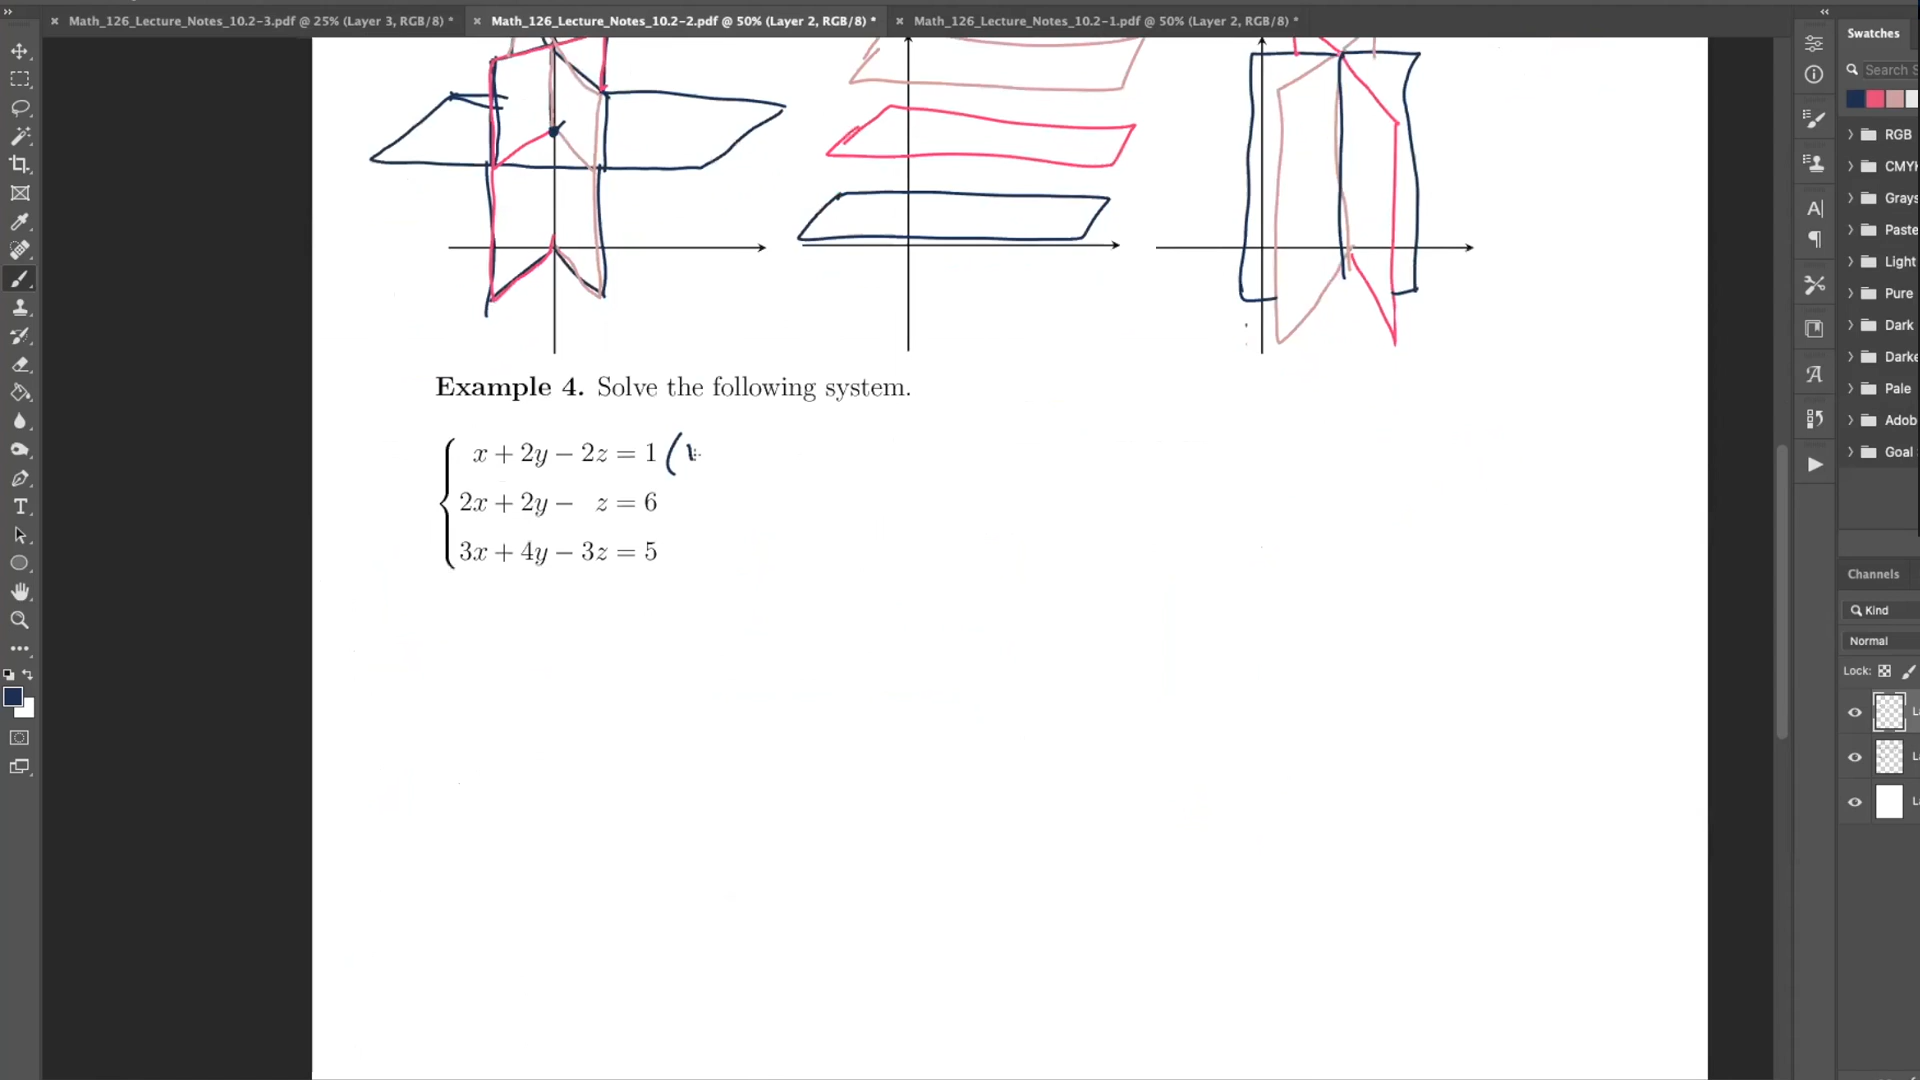 Math_126_Lecture_Notes_10.2-3.pdf @ 25% (Layer 3, RGB/8) *
Math_126_Lecture_Notes_10.2-2.pdf @ 50% (Layer 2, RGB/8) *
Math_126_Lecture_Notes_10.2-1.pdf @ 50% (Layer 2, RGB/8) *
Example 4. Solve the following system.
x + 2y − 2z = 1 (
2x + 2y − z = 6
3x + 4y − 3z = 5
Swatches
Search S
RGB
CMYK
Grays
Paste
Light
Pure
Dark
Darke
Pale
Adob
Goal
Channels
Kind
Normal
Lock: